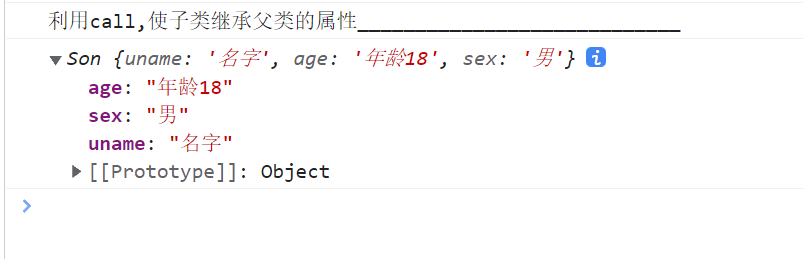 利用call,使子类继承父类的属性____________________________
▼Son {uname: '名字', age: '年龄18', sex: '男'} i
age: "年龄18"
sex: "男"
uname: "名字"
▶[[Prototype]]: Object
>